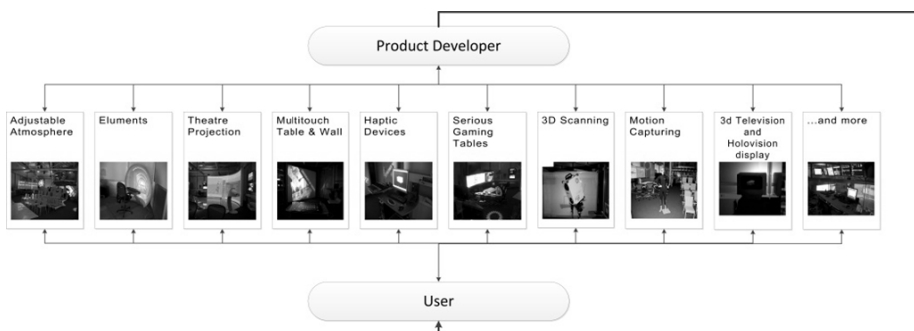 Product Developer
Adjustable
Atmosphere
Eluments
Theatre
Projection
Multitouch
Table & Wall
Haptic
Devices
Serious
Gaming
Tables
3D Scanning
Motion
Capturing
3d Television
and
Holovision
display
...and more
User